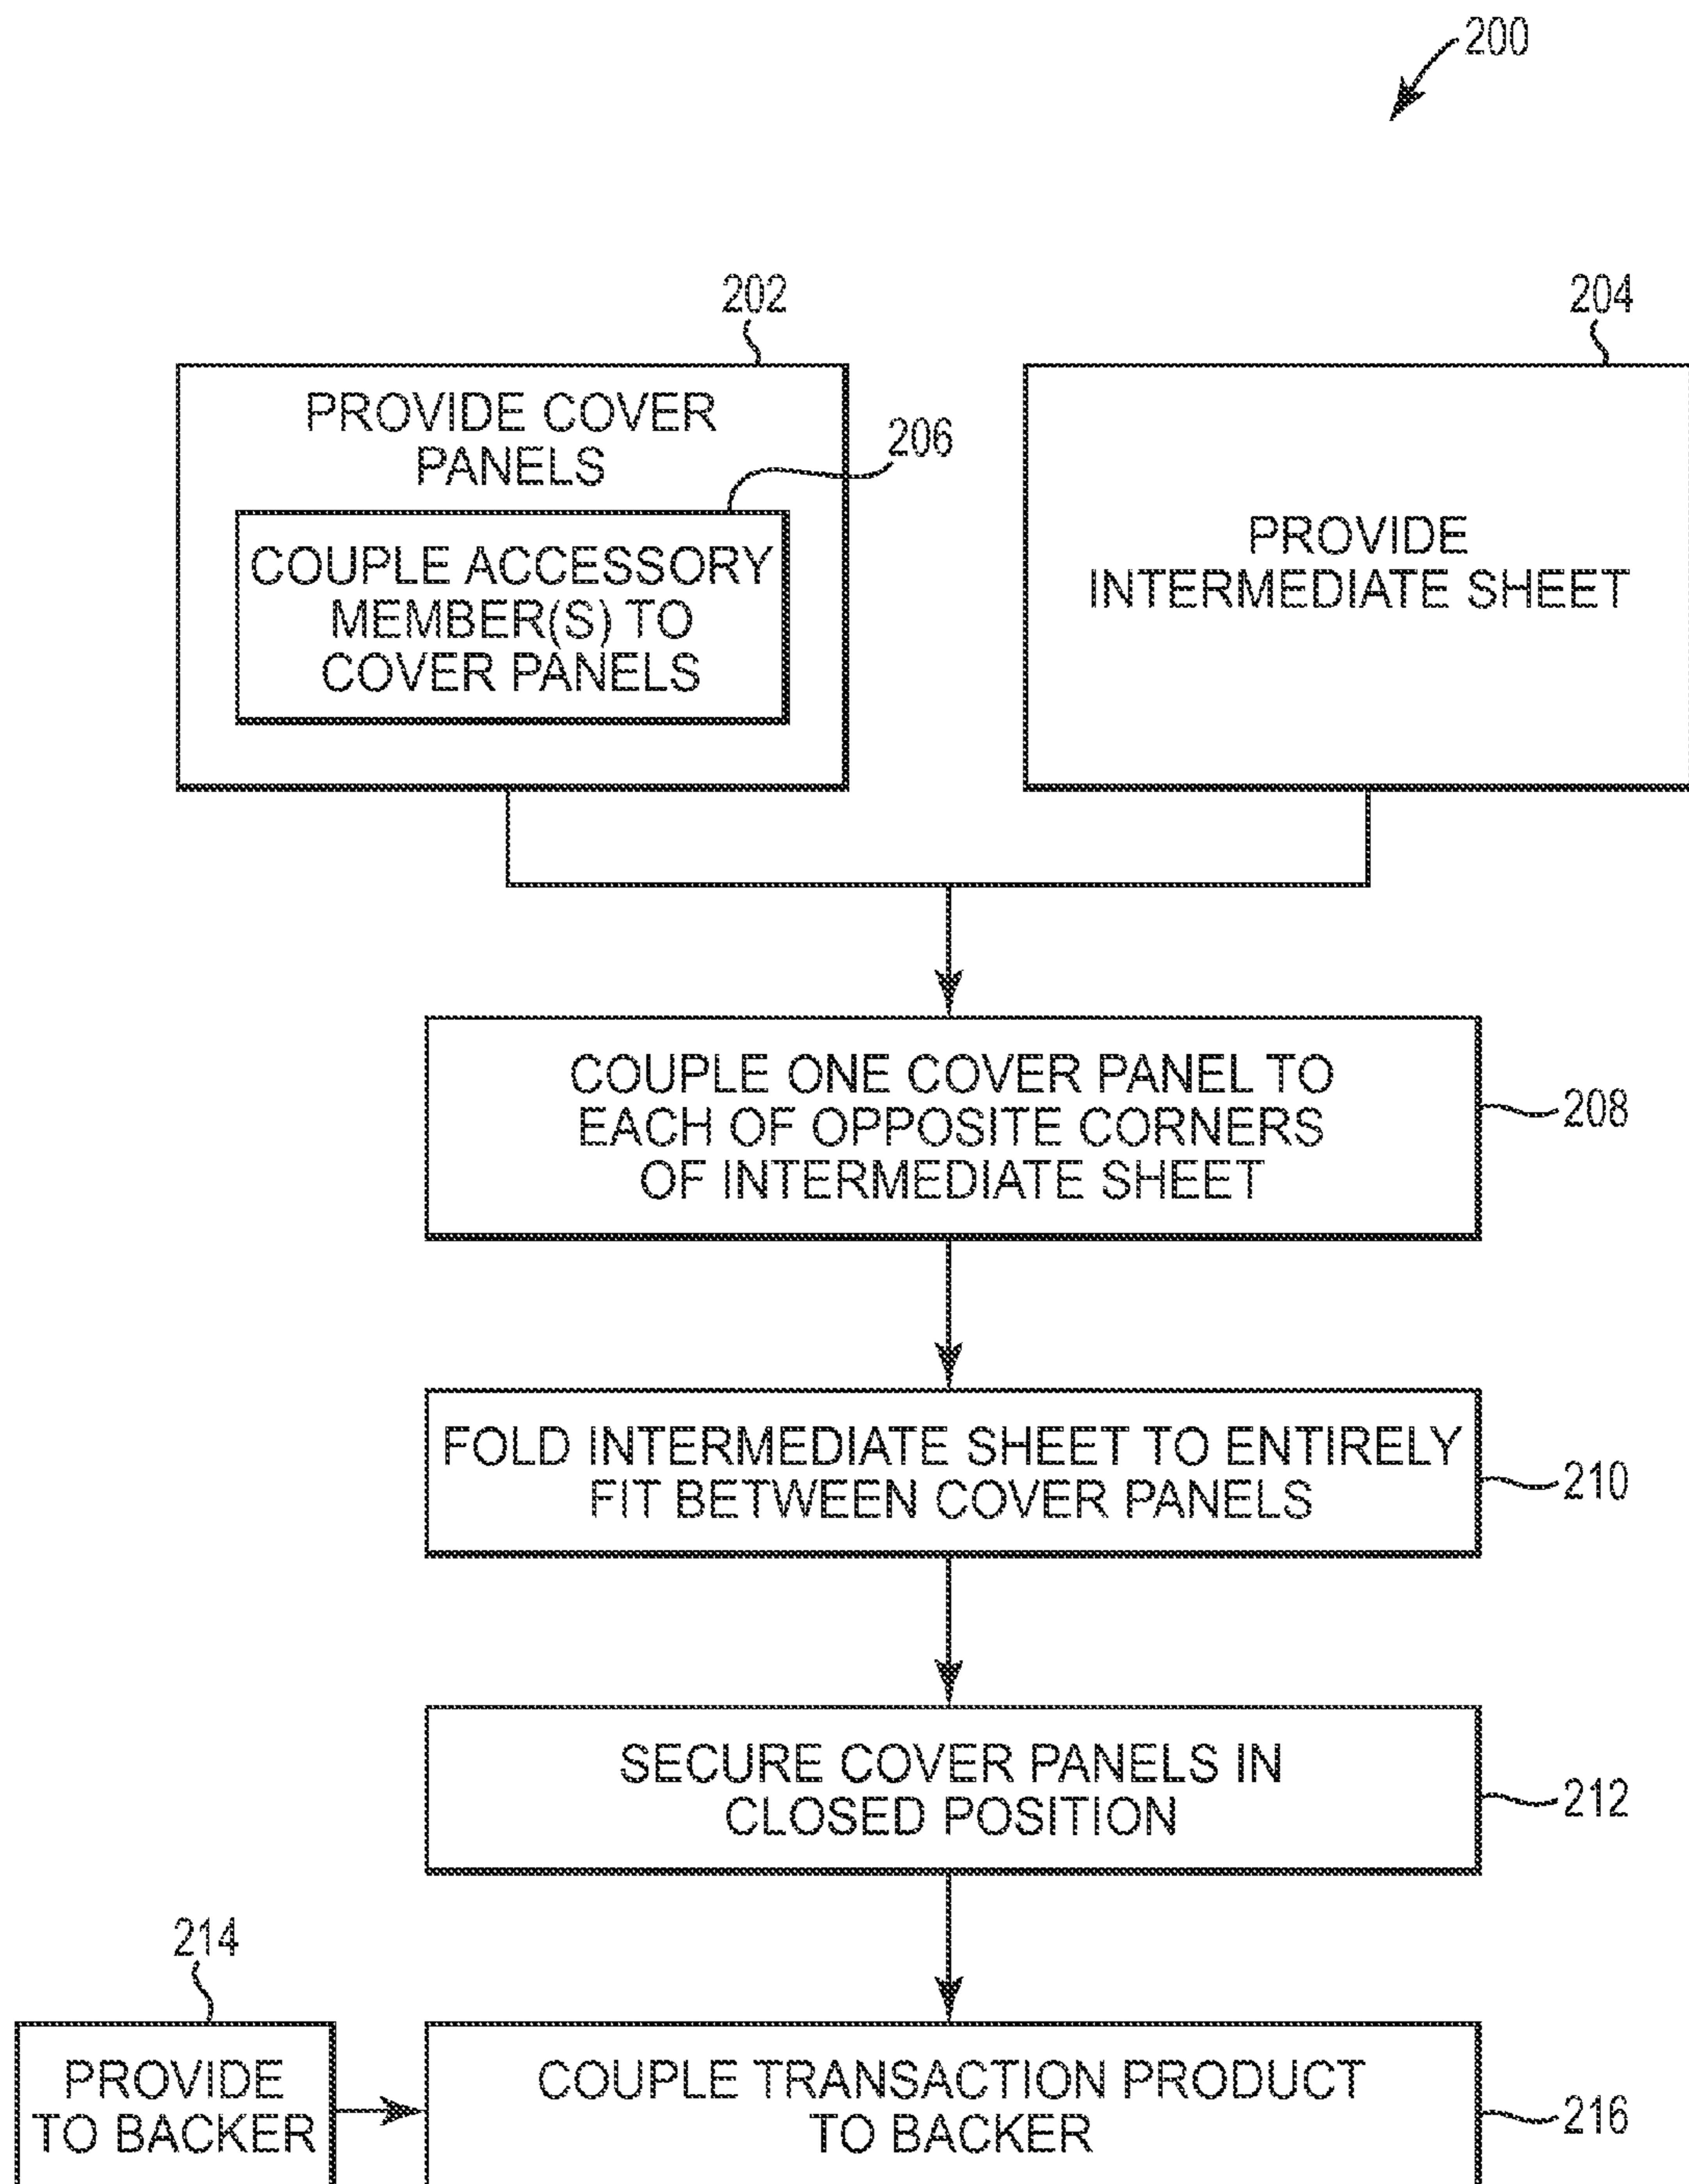 200
202
204
PROVIDE COVER
PANELS
206
COUPLE ACCESSORY
MEMBER(S) TO
COVER PANELS
PROVIDE
INTERMEDIATE SHEET
COUPLE ONE COVER PANEL TO
EACH OF OPPOSITE CORNERS
OF INTERMEDIATE SHEET
208
FOLD INTERMEDIATE SHEET TO ENTIRELY
FIT BETWEEN COVER PANELS
210
SECURE COVER PANELS IN
CLOSED POSITION
212
214
PROVIDE
TO BACKER
COUPLE TRANSACTION PRODUCT
TO BACKER
216